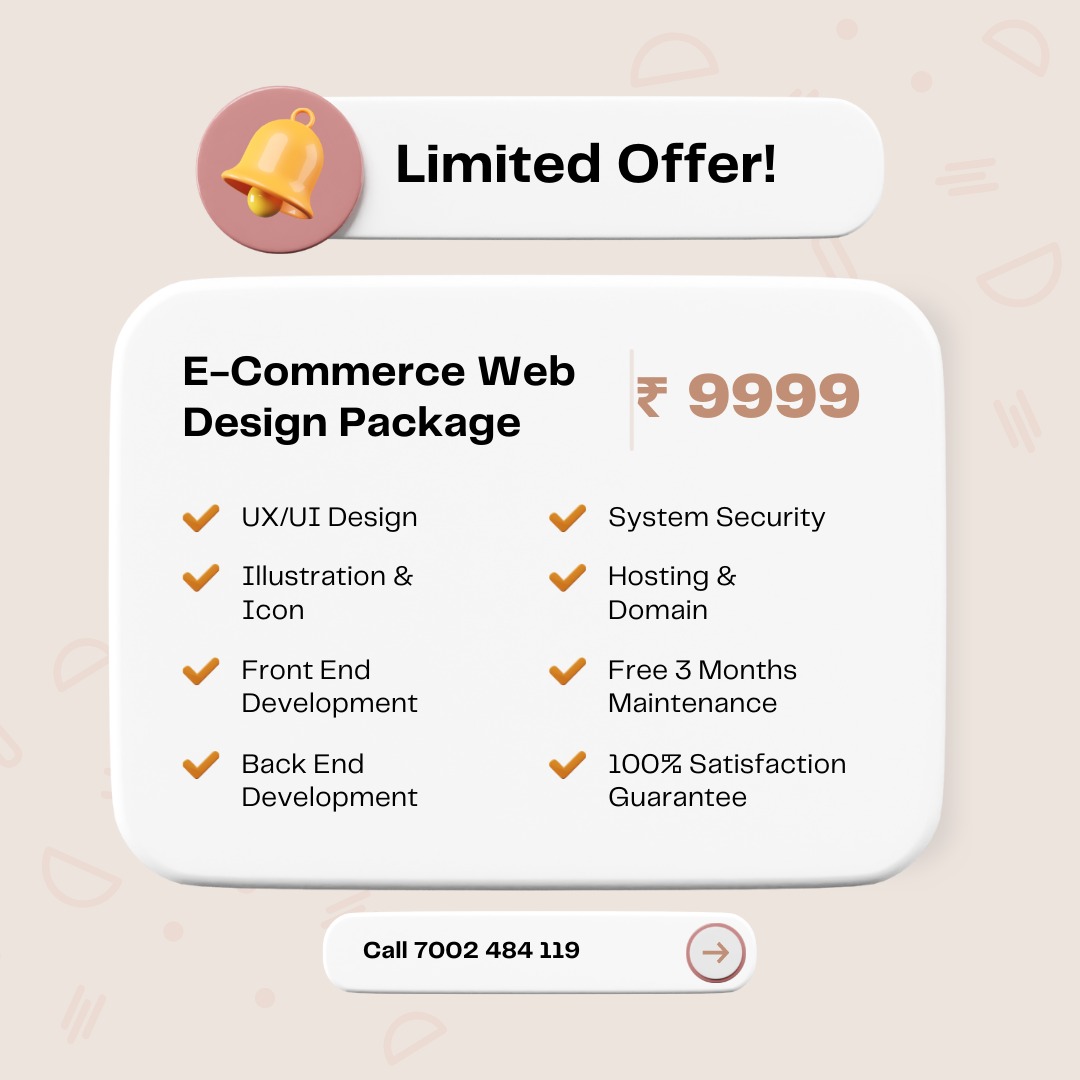 Limited Offer!
E-Commerce Web
Design Package
₹ 9999
UX/UI Design
Illustration &
Icon
Front End
Development
Back End
Development
System Security
Hosting &
Domain
Free 3 Months
Maintenance
100% Satisfaction
Guarantee
Call 7002 484 119